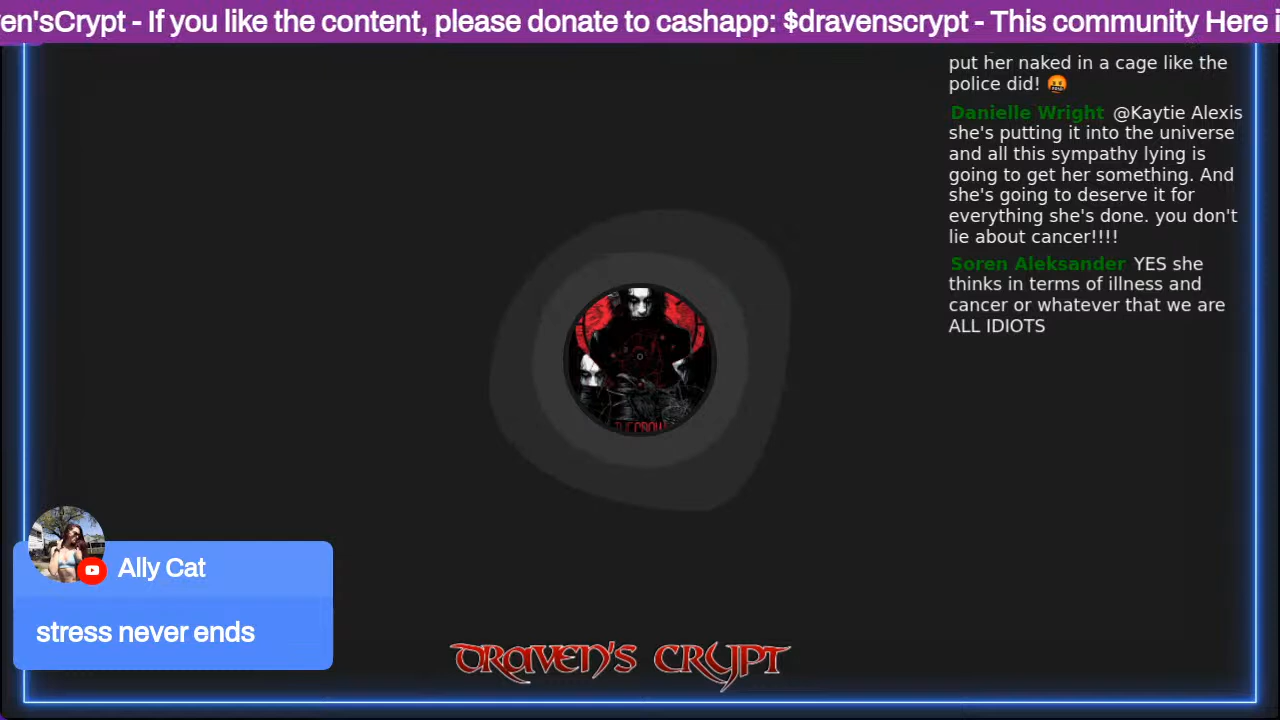 en'sCrypt - If you like the content, please donate to cashapp: $dravenscrypt - This community Here i
put her naked in a cage like the
police did! 🤬
Danielle Wright @Kaytie Alexis
she's putting it into the universe
and all this sympathy lying is
going to get her something. And
she's going to deserve it for
everything she's done. you don't
lie about cancer!!!!
Soren Aleksander YES she
thinks in terms of illness and
cancer or whatever that we are
ALL IDIOTS
THE CROW
Ally Cat
stress never ends
DRAVEN'S CRYPT